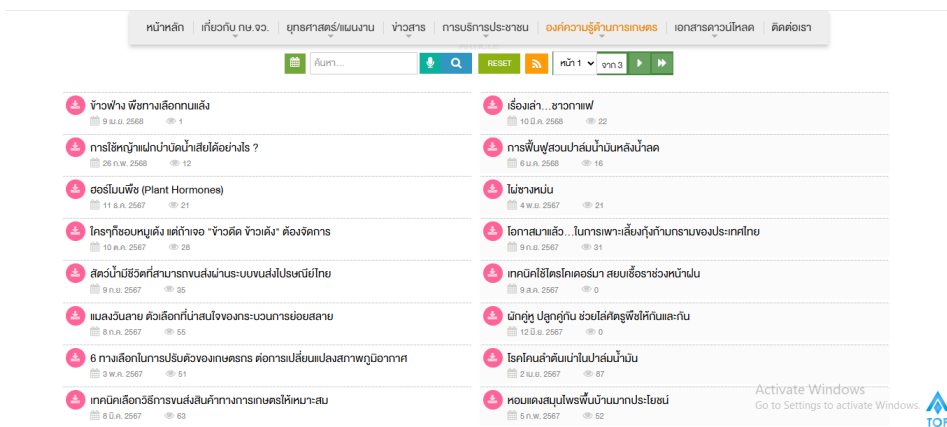 หน้าหลัก เกี่ยวกับ กษ.จว. ยุทธศาสตร์/แผนงาน ข่าวสาร การบริการประชาชน องค์ความรู้ด้านการเกษตร เอกสารดาวน์โหลด ติดต่อเรา
ค้นหา... RESET หน้า 1 จาก 3
ข้าวฟ่าง พืชทางเลือกทนแล้ง
9 เม.ย. 2568 1
เรื่องเล่า...ชาวกาแฟ
10 มี.ค. 2568 22
การใช้หญ้าแฝกบำบัดน้ำเสียได้อย่างไร ?
26 ก.พ. 2568 12
การฟื้นฟูสวนปาล์มน้ำมันหลังน้ำลด
6 ม.ค. 2568 16
ฮอร์โมนพืช (Plant Hormones)
11 ธ.ค. 2567 21
ไผ่ซางหม่น
4 พ.ย. 2567 21
ใครๆก็ชอบหมูเด้ง แต่ถ้าเจอ "ข้าวดีด ข้าวเด้ง" ต้องจัดการ
10 ต.ค. 2567 28
โอกาสมาแล้ว...ในการเพาะเลี้ยงกุ้งก้ามกรามของประเทศไทย
9 ก.ย. 2567 31
สัตว์น้ำมีชีวิตที่สามารถขนส่งผ่านระบบขนส่งไปรษณีย์ไทย
9 ก.ย. 2567 35
เทคนิคใช้ไตรโคเดอร์มา สยบเชื้อราช่วงหน้าฝน
9 ส.ค. 2567 0
แมลงวันลาย ตัวเลือกที่น่าสนใจของกระบวนการย่อยสลาย
8 ก.ค. 2567 55
ผักคู่หู ปลูกคู่กัน ช่วยไล่ศัตรูพืชให้กันและกัน
12 มิ.ย. 2567 0
6 ทางเลือกในการปรับตัวของเกษตรกร ต่อการเปลี่ยนแปลงสภาพภูมิอากาศ
3 พ.ค. 2567 51
โรคโคนลำต้นเน่าในปาล์มน้ำมัน
2 เม.ย. 2567 87
เทคนิคเลือกวิธีการขนส่งสินค้าทางการเกษตรให้เหมาะสม
8 มี.ค. 2567 63
หอมแดงสมุนไพรพื้นบ้านมากประโยชน์
5 ก.พ. 2567 52
Activate Windows
Go to Settings to activate Windows.
TOP